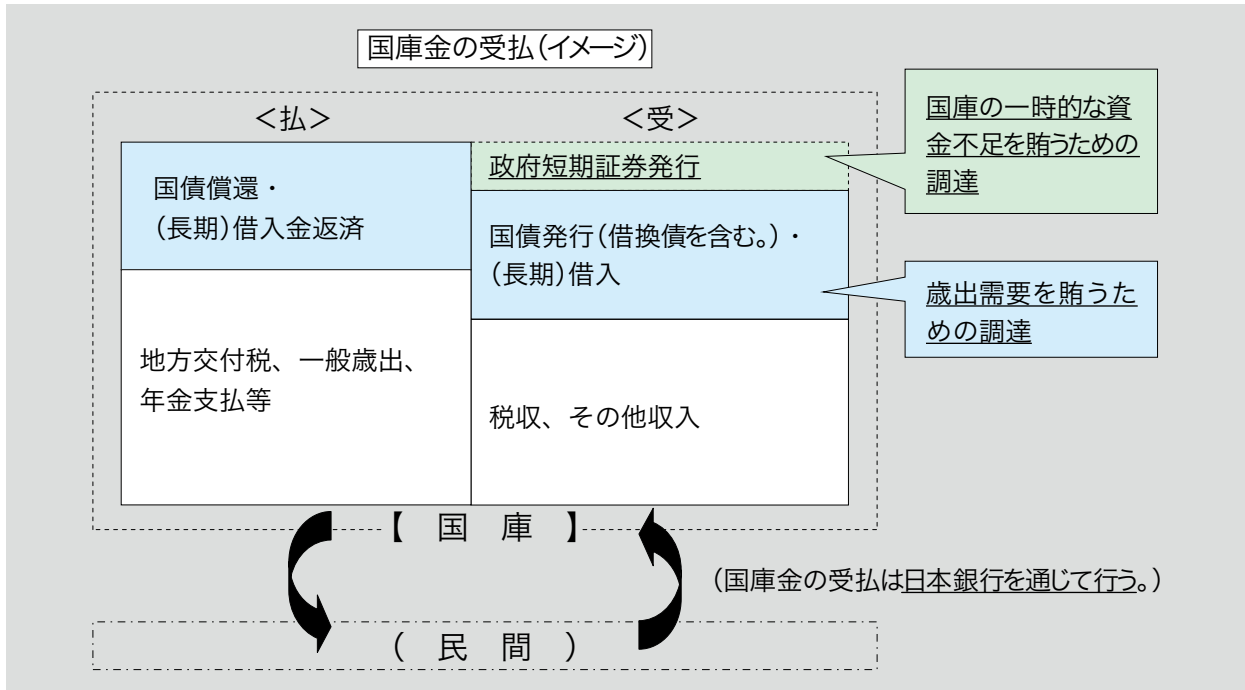 国庫金の受払（イメージ）
＜払＞
＜受＞
国債償還・
（長期）借入金返済
地方交付税、一般歳出、
年金支払等
政府短期証券発行
国債発行（借換債を含む。）・
（長期）借入
税収、その他収入
国庫の一時的な資
金不足を賄うための
調達
歳出需要を賄うた
めの調達
【 国 庫 】
（国庫金の受払は日本銀行を通じて行う。）
（ 民 間 ）